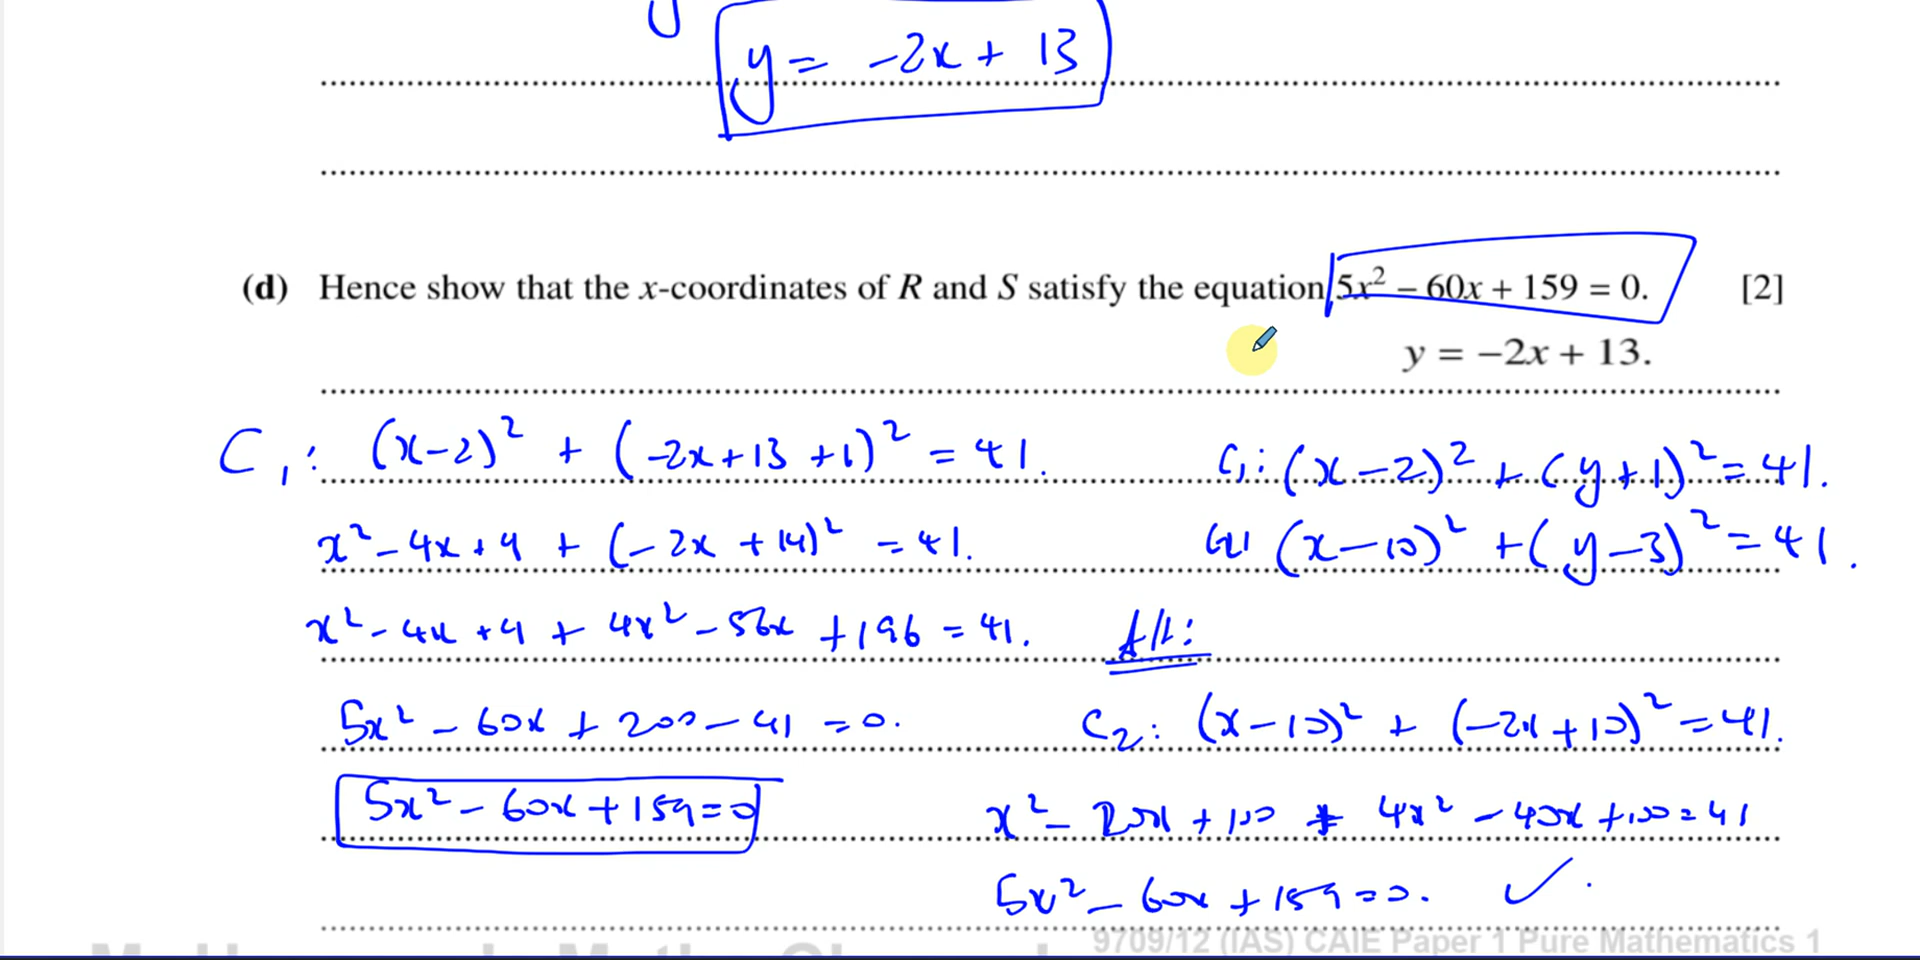 y = -2x + 13
(d) Hence show that the x-coordinates of R and S satisfy the equation 5x² − 60x + 159 = 0. [2]
y = −2x + 13.
C₁: (x-2)² + (-2x+13+1)² = 41.
x² - 4x + 4 + (-2x + 14)² = 41.
x² - 4x + 4 + 4x² - 56x + 196 = 41.
5x² - 60x + 200 - 41 = 0.
5x² - 60x + 159 = 0
C₁: (x-2)² + (y+1)² = 41.
(x-10)² + (y-3)² = 41.
Alt:
C₂: (x-10)² + (-2x+10)² = 41.
x² - 20x + 100 + 4x² - 40x + 100 = 41
5x² - 60x + 159 = 0. ✓.
9709/12 (IAS) CAIE Paper 1 Pure Mathematics 1